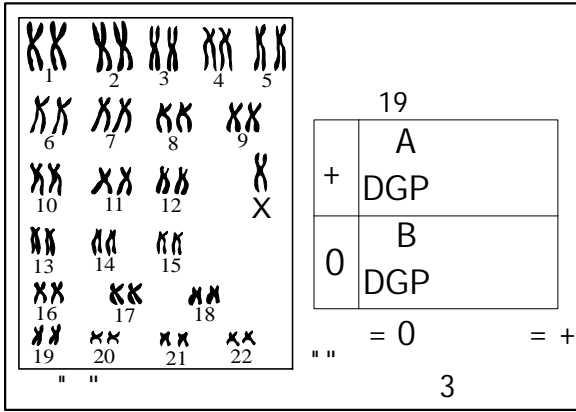 1 2 3 4 5
6 7 8 9
10 11 12 X
13 14 15
16 17 18
19 20 21 22
" "
19
+ A
DGP
0 B
DGP
= 0 = +
" "
3